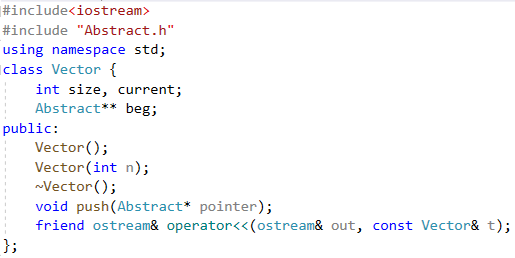 #include<iostream>
#include "Abstract.h"
using namespace std;
class Vector {
int size, current;
Abstract** beg;
public:
Vector();
Vector(int n);
~Vector();
void push(Abstract* pointer);
friend ostream& operator<<(ostream& out, const Vector& t);
};